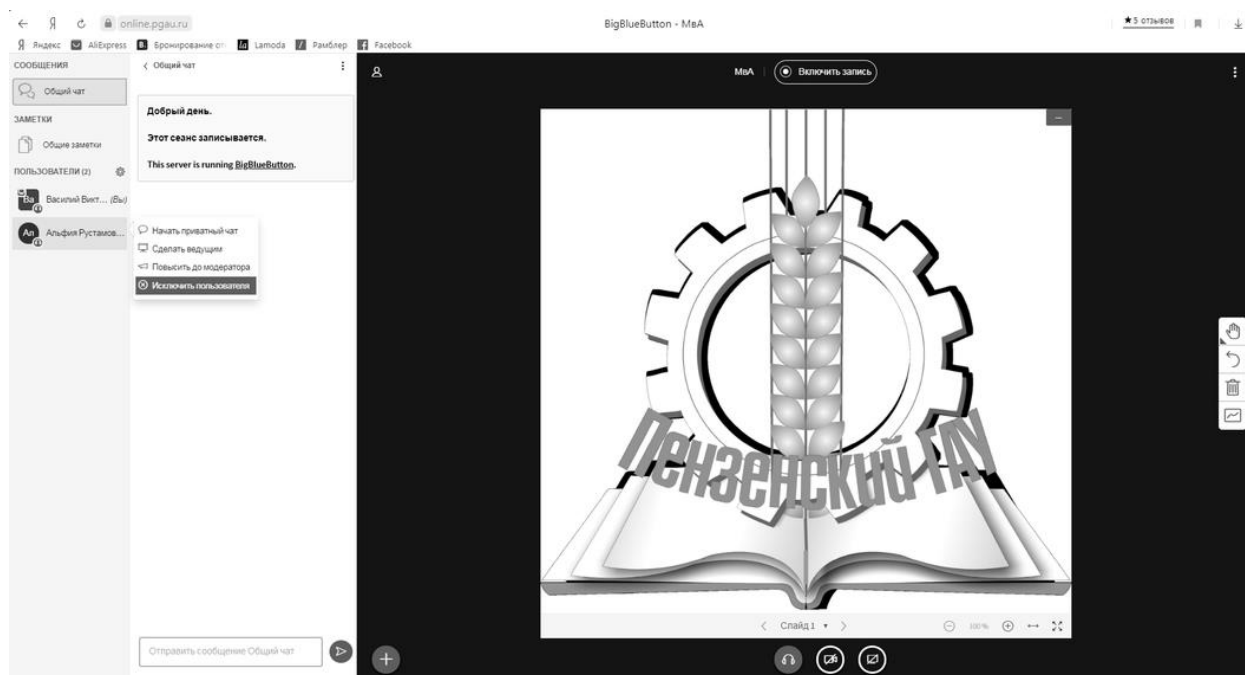 online.pgau.ru
BigBlueButton - МвА
★5 отзывов
Яндекс AliExpress Бронирование Lamoda Рамблер Facebook
СООБЩЕНИЯ
Общий чат
ЗАМЕТКИ
Общие заметки
ПОЛЬЗОВАТЕЛИ (2)
Ва Василий Викт... (Вы)
Ал Альфия Рустамов...
Общий чат
Добрый день.
Этот сеанс записывается.
This server is running BigBlueButton.
Начать приватный чат
Сделать ведущим
Повысить до модератора
Исключить пользователя
Отправить сообщение Общий чат
МвА Включить запись
Пензенский ГАУ
Слайд 1
100%